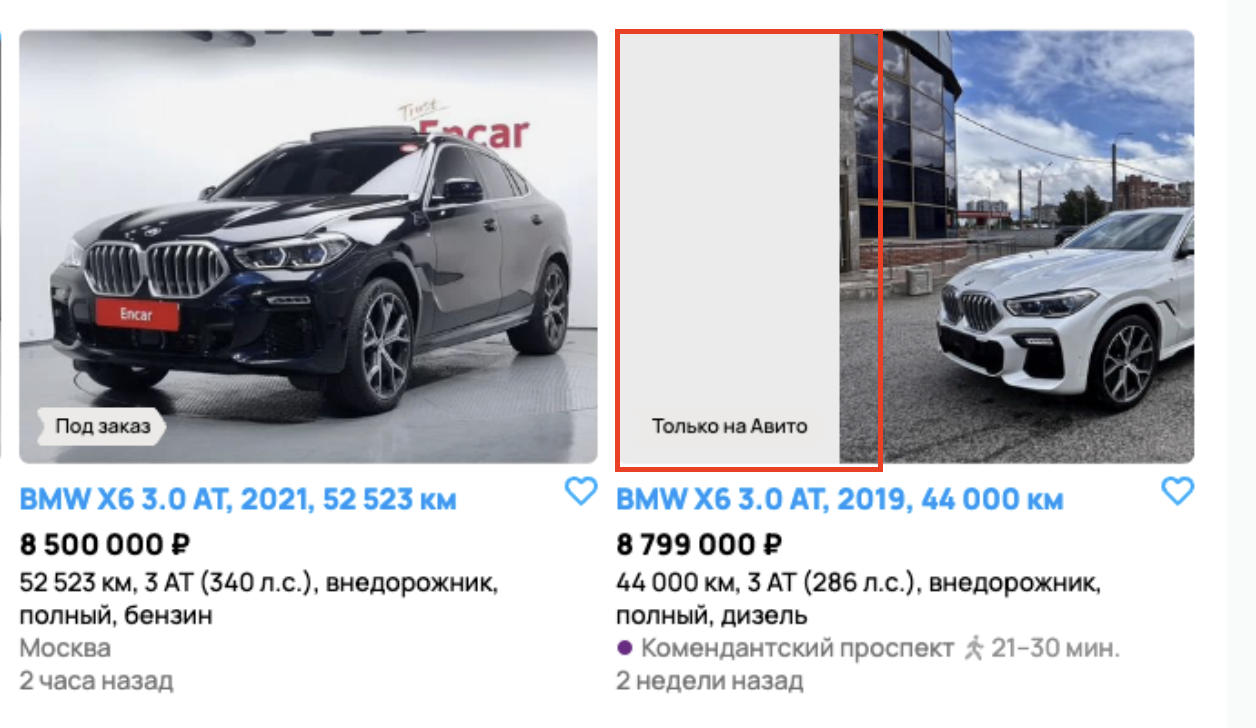 Trust
Encar
Encar
Под заказ
BMW X6 3.0 AT, 2021, 52 523 км
8 500 000 ₽
52 523 км, 3 AT (340 л.с.), внедорожник,
полный, бензин
Москва
2 часа назад
Только на Авито
BMW X6 3.0 AT, 2019, 44 000 км
8 799 000 ₽
44 000 км, 3 AT (286 л.с.), внедорожник,
полный, дизель
Комендантский проспект 21–30 мин.
2 недели назад